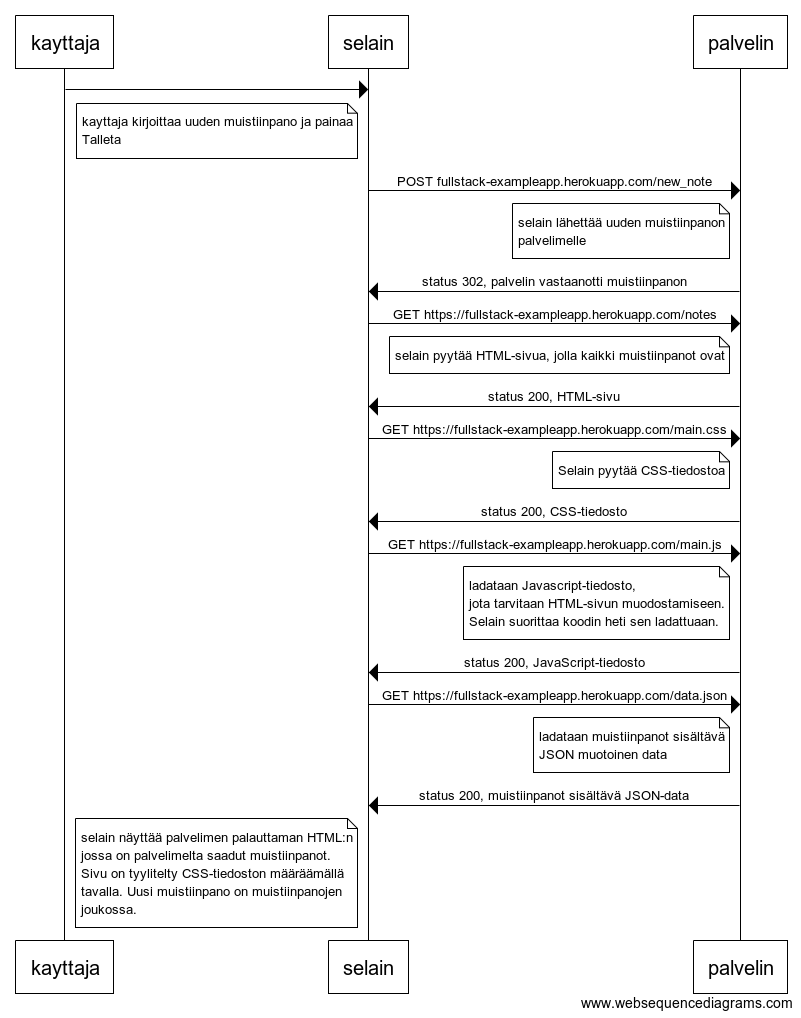 kayttaja
selain
palvelin
kayttaja kirjoittaa uuden muistiinpano ja painaa
Talleta
POST fullstack-exampleapp.herokuapp.com/new_note
selain lähettää uuden muistiinpanon
palvelimelle
status 302, palvelin vastaanotti muistiinpanon
GET https://fullstack-exampleapp.herokuapp.com/notes
selain pyytää HTML-sivua, jolla kaikki muistiinpanot ovat
status 200, HTML-sivu
GET https://fullstack-exampleapp.herokuapp.com/main.css
Selain pyytää CSS-tiedostoa
status 200, CSS-tiedosto
GET https://fullstack-exampleapp.herokuapp.com/main.js
ladataan Javascript-tiedosto,
jota tarvitaan HTML-sivun muodostamiseen.
Selain suorittaa koodin heti sen ladattuaan.
status 200, JavaScript-tiedosto
GET https://fullstack-exampleapp.herokuapp.com/data.json
ladataan muistiinpanot sisältävä
JSON muotoinen data
status 200, muistiinpanot sisältävä JSON-data
selain näyttää palvelimen palauttaman HTML:n
jossa on palvelimelta saadut muistiinpanot.
Sivu on tyylitelty CSS-tiedoston määräämällä
tavalla. Uusi muistiinpano on muistiinpanojen
joukossa.
kayttaja
selain
palvelin
www.websequencediagrams.com